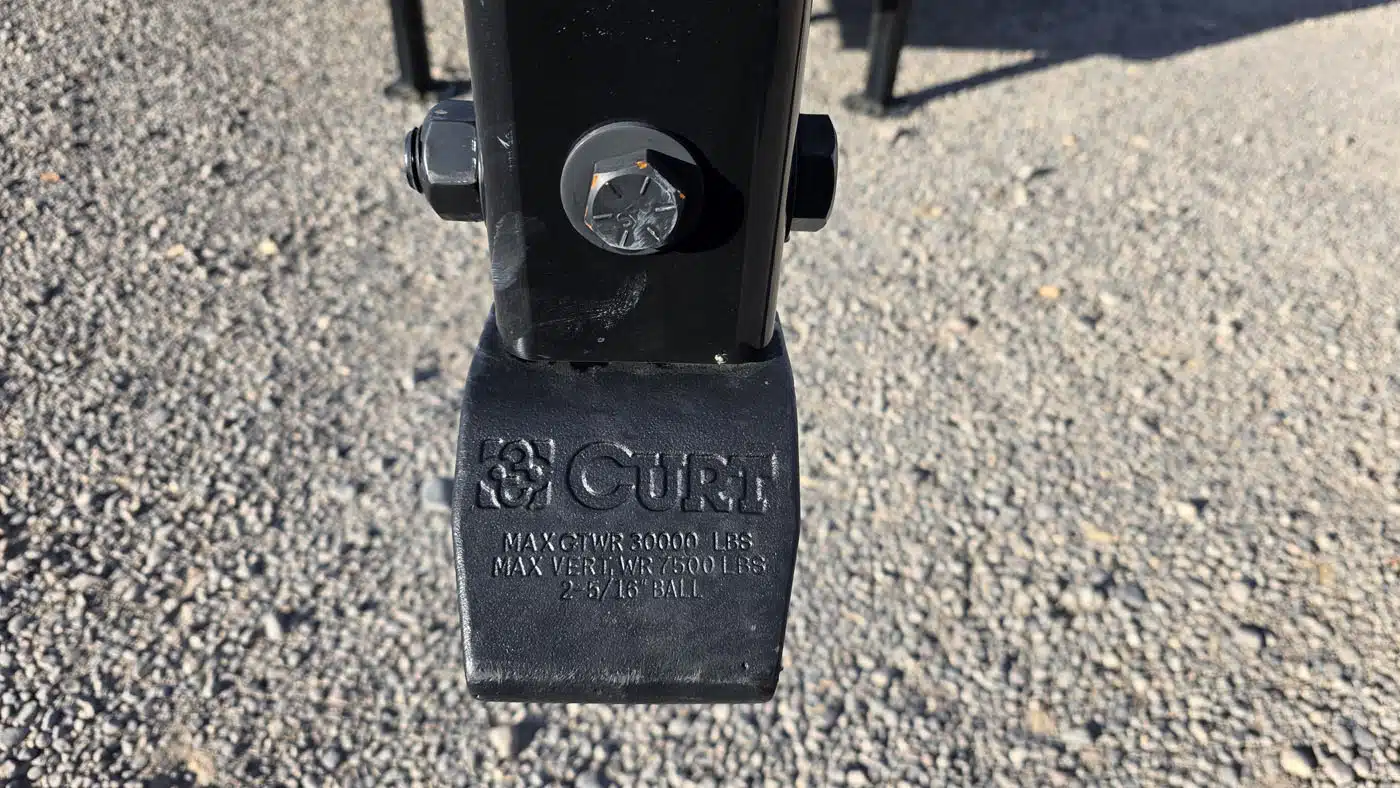 CURT
MAX GTWR 30000 LBS
MAX VERT. WR 7500 LBS
2-5/16" BALL